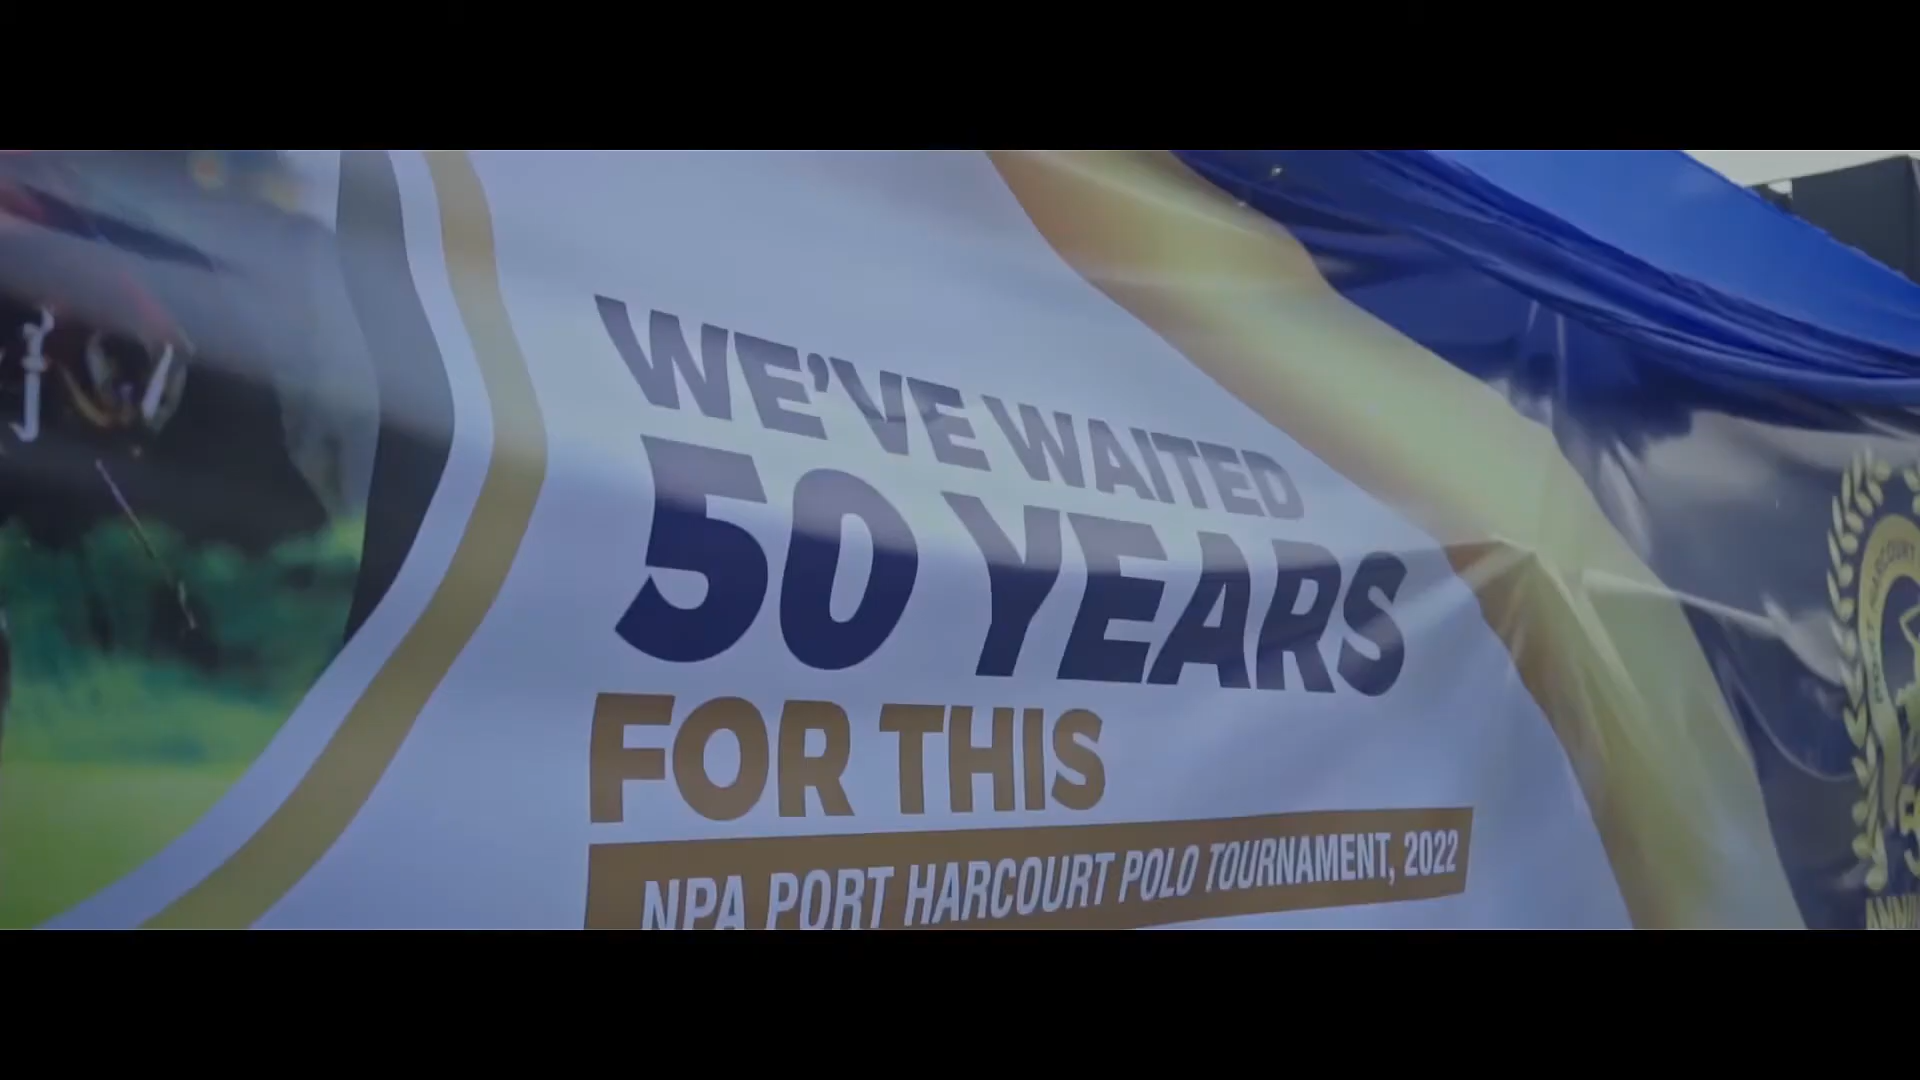 WE'VE WAITED
50 YEARS
FOR THIS
NPA PORT HARCOURT POLO TOURNAMENT, 2022